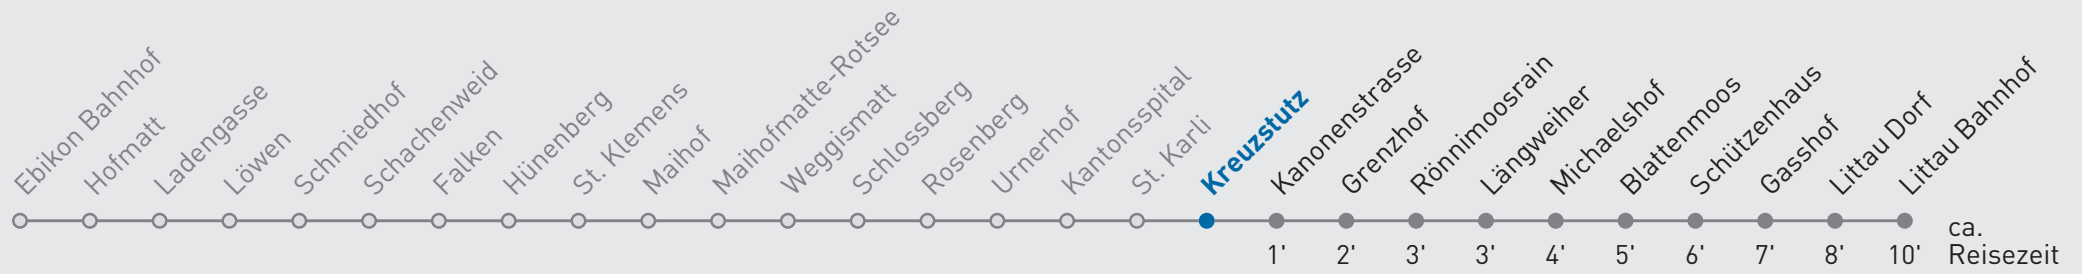 Ebikon Bahnhof
Hofmatt
Ladengasse
Löwen
Schmiedhof
Schachenweid
Falken
Hünenberg
St. Klemens
Maihof
Maihofmatte-Rotsee
Weggismatt
Schlossberg
Rosenberg
Urnerhof
Kantonsspital
St. Karli
Kreuzstutz
Kanonenstrasse
Grenzhof
Rönnimoosrain
Längweiher
Michaelshof
Blattenmoos
Schützenhaus
Gasshof
Littau Dorf
Littau Bahnhof
1' 2' 3' 3' 4' 5' 6' 7' 8' 10'
ca.
Reisezeit